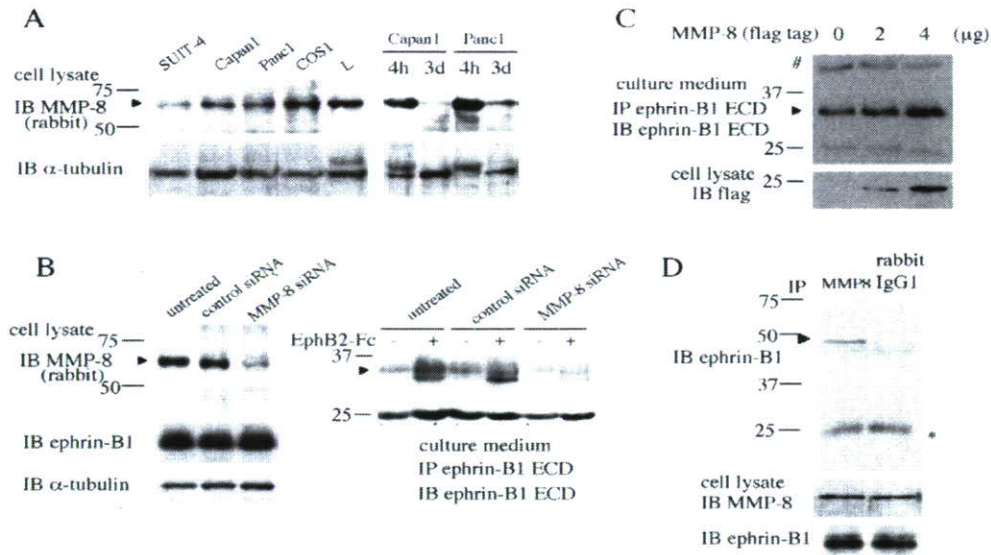 A
SUIT-4 Capan1 Panc1 COS1 L
Capan1 Panc1
4h 3d 4h 3d
cell lysate
75
IB MMP-8
(rabbit)
50
IB α-tubulin
B
untreated control siRNA MMP-8 siRNA
cell lysate
75
IB MMP-8
(rabbit)
50
IB ephrin-B1
IB α-tubulin
untreated control siRNA MMP-8 siRNA
EphB2-Fc - + - + - +
37
25
culture medium
IP ephrin-B1 ECD
IB ephrin-B1 ECD
C
MMP-8 (flag tag) 0 2 4 (μg)
#
culture medium
37
IP ephrin-B1 ECD
IB ephrin-B1 ECD
25
cell lysate
25
IB flag
D
rabbit
IP MMP8 IgG1
75
50
IB ephrin-B1
37
25
*
cell lysate
IB MMP-8
IB ephrin-B1